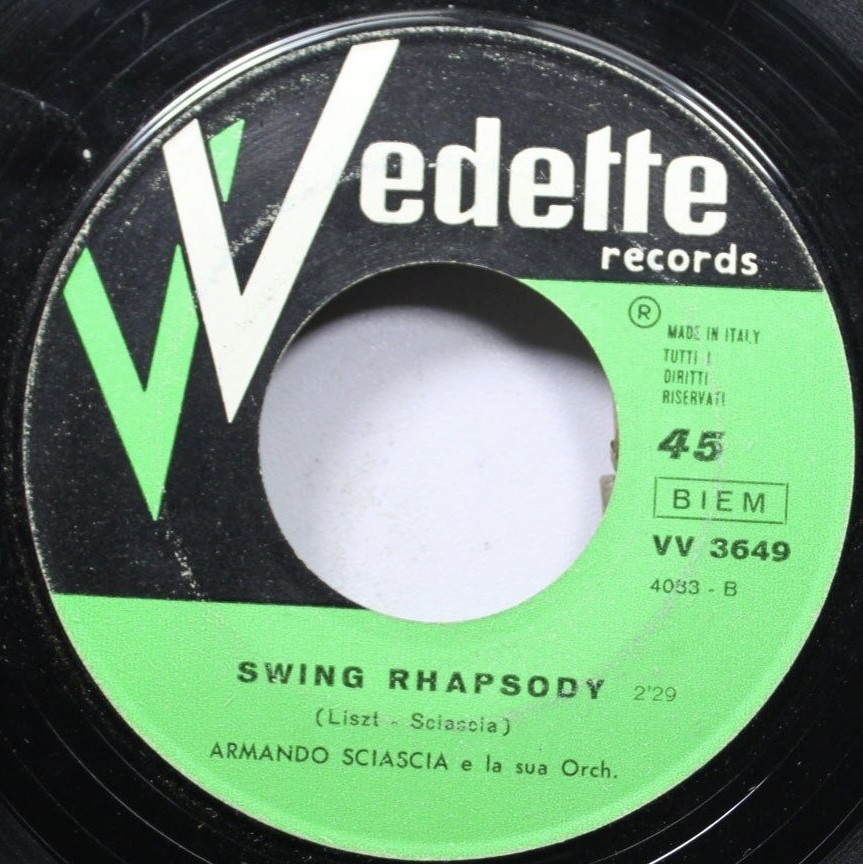 Vedette
records
®
MADE IN ITALY
TUTTI I
DIRITTI
RISERVATI
45
BIEM
VV 3649
4083 - B
SWING RHAPSODY 2'29
(Liszt - Sciascia)
ARMANDO SCIASCIA e la sua Orch.